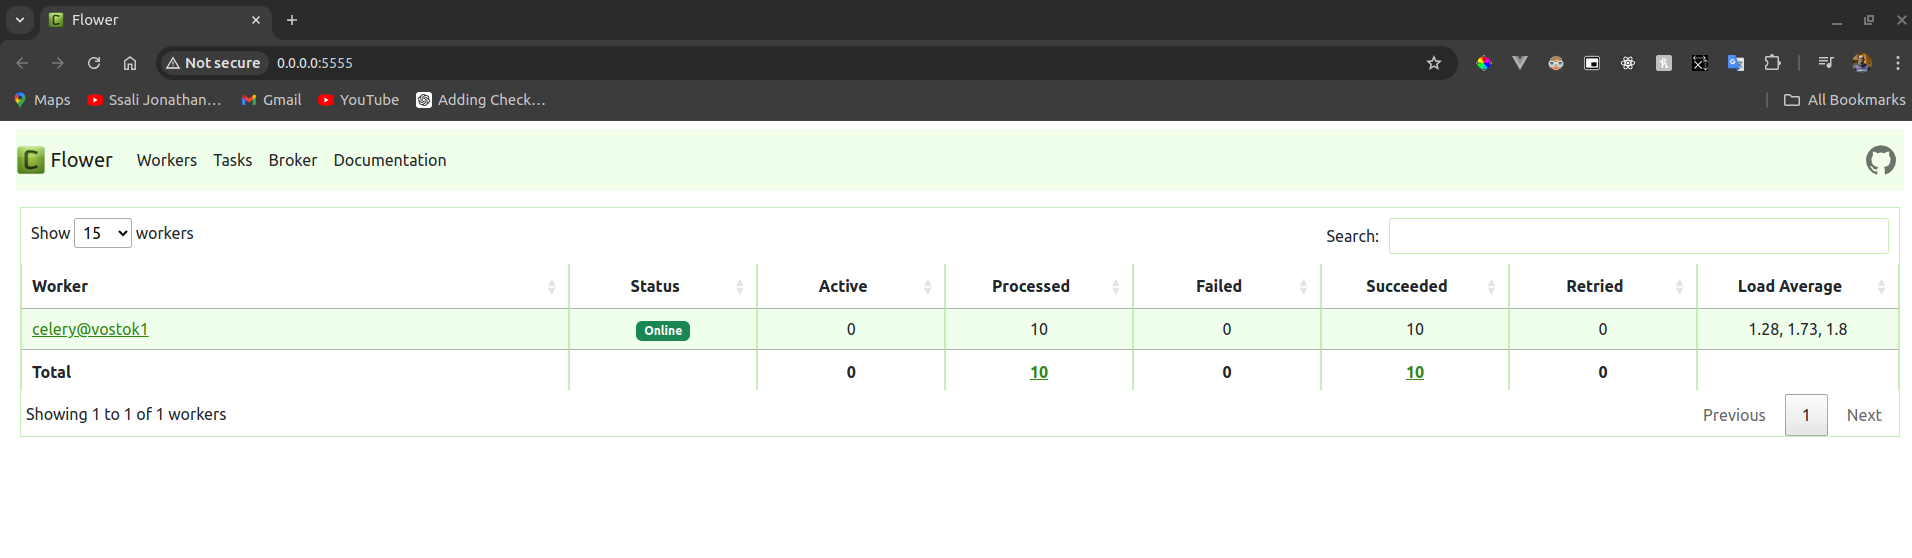 Flower
Not secure 0.0.0.0:5555
Maps Ssali Jonathan... Gmail YouTube Adding Check... All Bookmarks
Flower Workers Tasks Broker Documentation
Show 15 workers Search:
Worker Status Active Processed Failed Succeeded Retried Load Average
celery@vostok1 Online 0 10 0 10 0 1.28, 1.73, 1.8
Total 0 10 0 10 0
Showing 1 to 1 of 1 workers Previous 1 Next